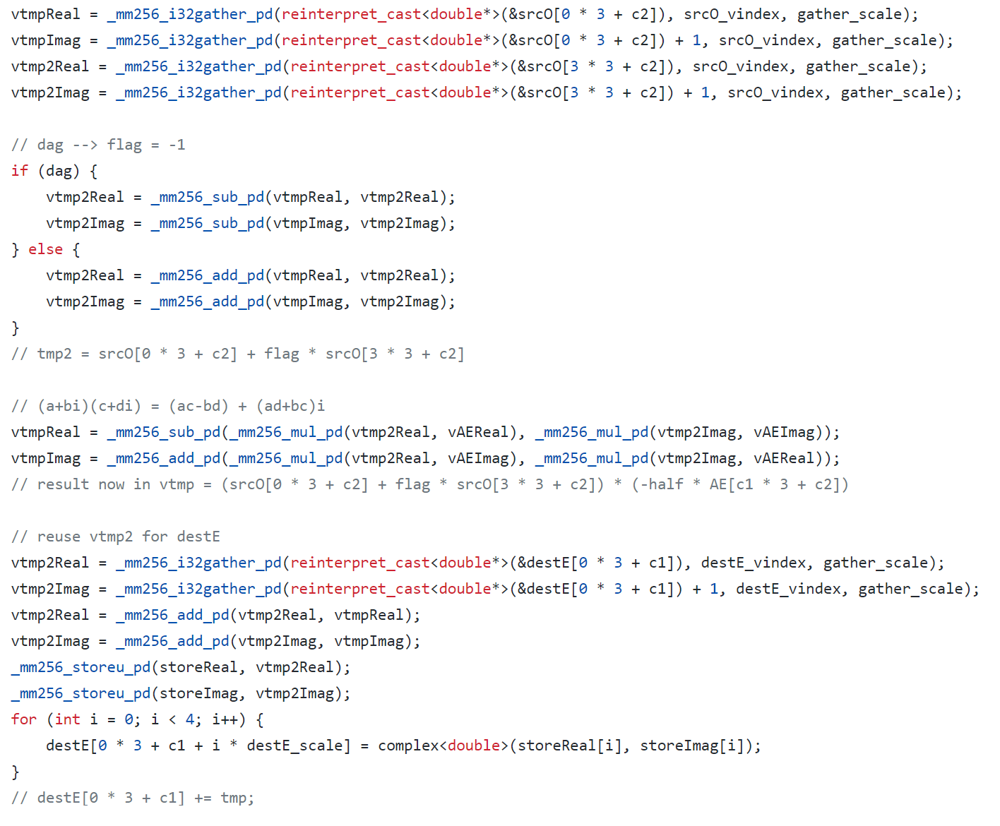 vtmpReal = _mm256_i32gather_pd(reinterpret_cast<double*>(&srcO[0 * 3 + c2]), srcO_vindex, gather_scale);
vtmpImag = _mm256_i32gather_pd(reinterpret_cast<double*>(&srcO[0 * 3 + c2]) + 1, srcO_vindex, gather_scale);
vtmp2Real = _mm256_i32gather_pd(reinterpret_cast<double*>(&srcO[3 * 3 + c2]), srcO_vindex, gather_scale);
vtmp2Imag = _mm256_i32gather_pd(reinterpret_cast<double*>(&srcO[3 * 3 + c2]) + 1, srcO_vindex, gather_scale);

// dag --> flag = -1
if (dag) {
    vtmp2Real = _mm256_sub_pd(vtmpReal, vtmp2Real);
    vtmp2Imag = _mm256_sub_pd(vtmpImag, vtmp2Imag);
} else {
    vtmp2Real = _mm256_add_pd(vtmpReal, vtmp2Real);
    vtmp2Imag = _mm256_add_pd(vtmpImag, vtmp2Imag);
}
// tmp2 = srcO[0 * 3 + c2] + flag * srcO[3 * 3 + c2]

// (a+bi)(c+di) = (ac-bd) + (ad+bc)i
vtmpReal = _mm256_sub_pd(_mm256_mul_pd(vtmp2Real, vAEReal), _mm256_mul_pd(vtmp2Imag, vAEImag));
vtmpImag = _mm256_add_pd(_mm256_mul_pd(vtmp2Real, vAEImag), _mm256_mul_pd(vtmp2Imag, vAEReal));
// result now in vtmp = (srcO[0 * 3 + c2] + flag * srcO[3 * 3 + c2]) * (-half * AE[c1 * 3 + c2])

// reuse vtmp2 for destE
vtmp2Real = _mm256_i32gather_pd(reinterpret_cast<double*>(&destE[0 * 3 + c1]), destE_vindex, gather_scale);
vtmp2Imag = _mm256_i32gather_pd(reinterpret_cast<double*>(&destE[0 * 3 + c1]) + 1, destE_vindex, gather_scale);
vtmp2Real = _mm256_add_pd(vtmp2Real, vtmpReal);
vtmp2Imag = _mm256_add_pd(vtmp2Imag, vtmpImag);
_mm256_storeu_pd(storeReal, vtmp2Real);
_mm256_storeu_pd(storeImag, vtmp2Imag);
for (int i = 0; i < 4; i++) {
    destE[0 * 3 + c1 + i * destE_scale] = complex<double>(storeReal[i], storeImag[i]);
}
// destE[0 * 3 + c1] += tmp;